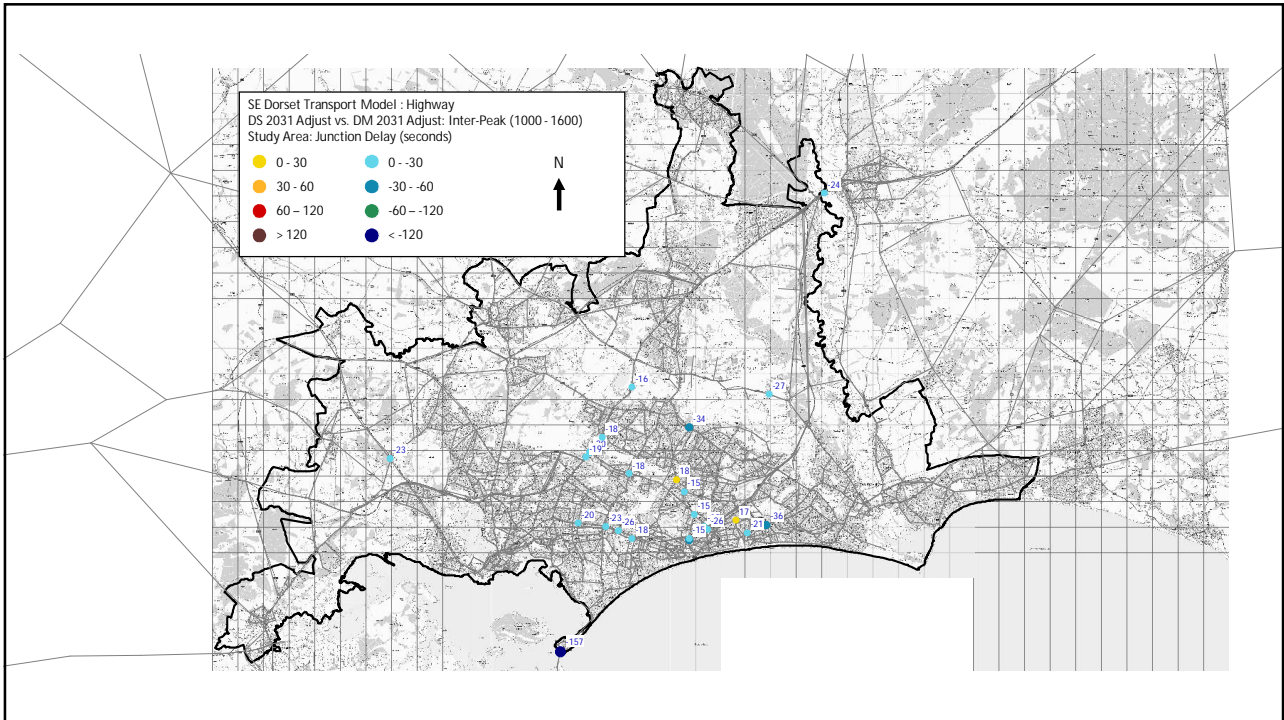 SE Dorset Transport Model : Highway
DS 2031 Adjust vs. DM 2031 Adjust: Inter-Peak (1000 - 1600)
Study Area: Junction Delay (seconds)
0 - 30
0 - -30
N
30 - 60
-30 - -60
60 – 120
-60 – -120
> 120
< -120
-24
-16
-27
-34
-18
-19
-23
-18
18
-15
-15
-20
-23
-26
-18
-26
-15
17
-21
-36
-157